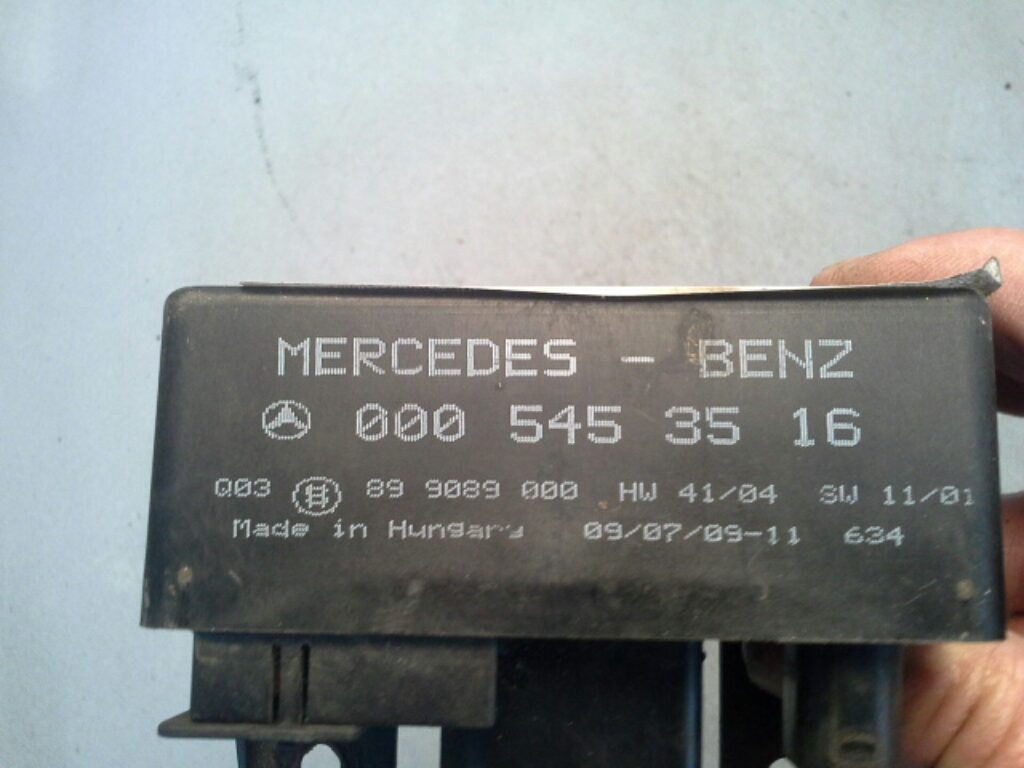 MERCEDES - BENZ
000 545 35 16
Q03 89 9089 000 HW 41/04 SW 11/01
Made in Hungary 09/07/09-11 634